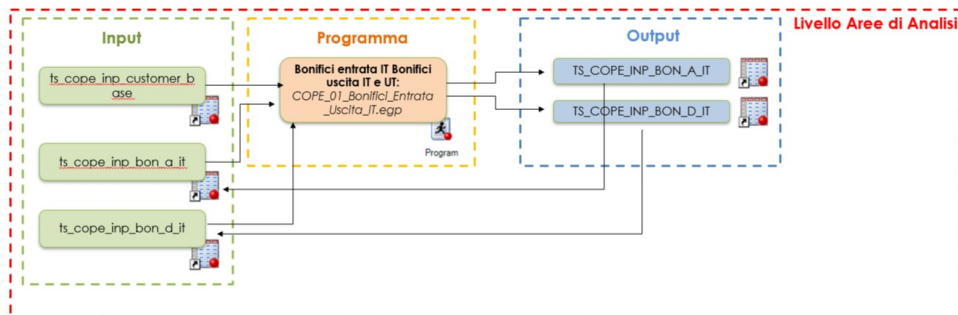 Livello Aree di Analisi
Input
ts_cope_inp_customer_b
ase
ts_cope_inp_bon_a_it
ts_cope_inp_bon_d_it
Programma
Bonifici entrata IT Bonifici
uscita IT e UT:
COPE_01_Bonifici_Entrata
_Uscita_IT.egp
Program
Output
TS_COPE_INP_BON_A_IT
TS_COPE_INP_BON_D_IT